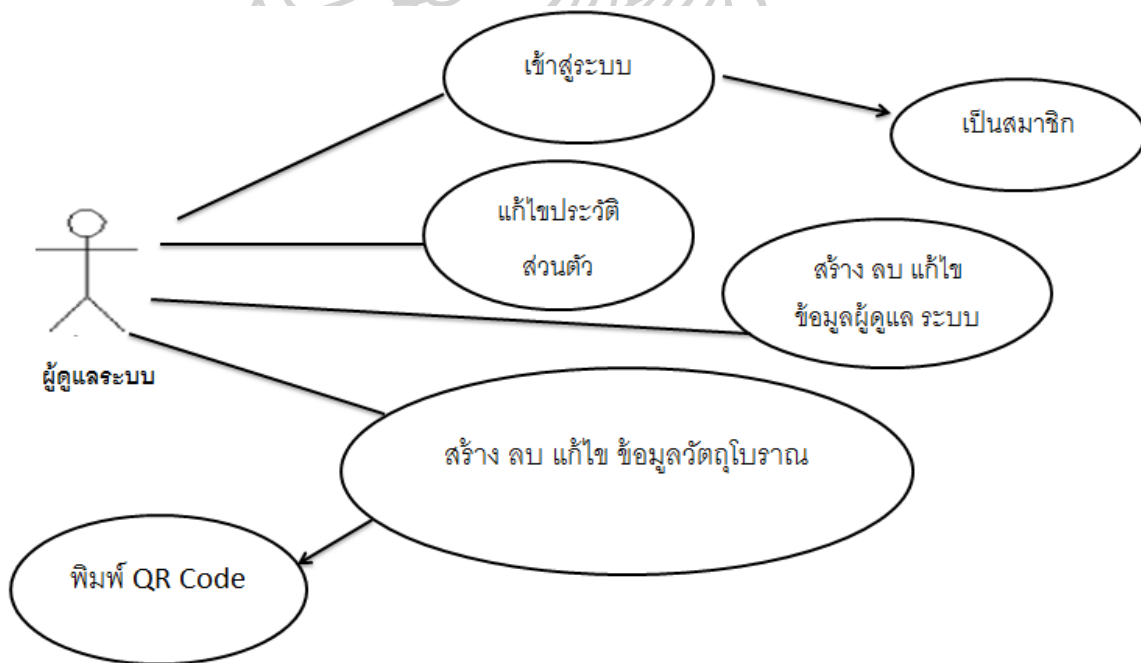 เข้าสู่ระบบ
เป็นสมาชิก
แก้ไขประวัติ
ส่วนตัว
สร้าง ลบ แก้ไข
ข้อมูลผู้ดูแล ระบบ
ผู้ดูแลระบบ
สร้าง ลบ แก้ไข ข้อมูลวัตถุโบราณ
พิมพ์ QR Code